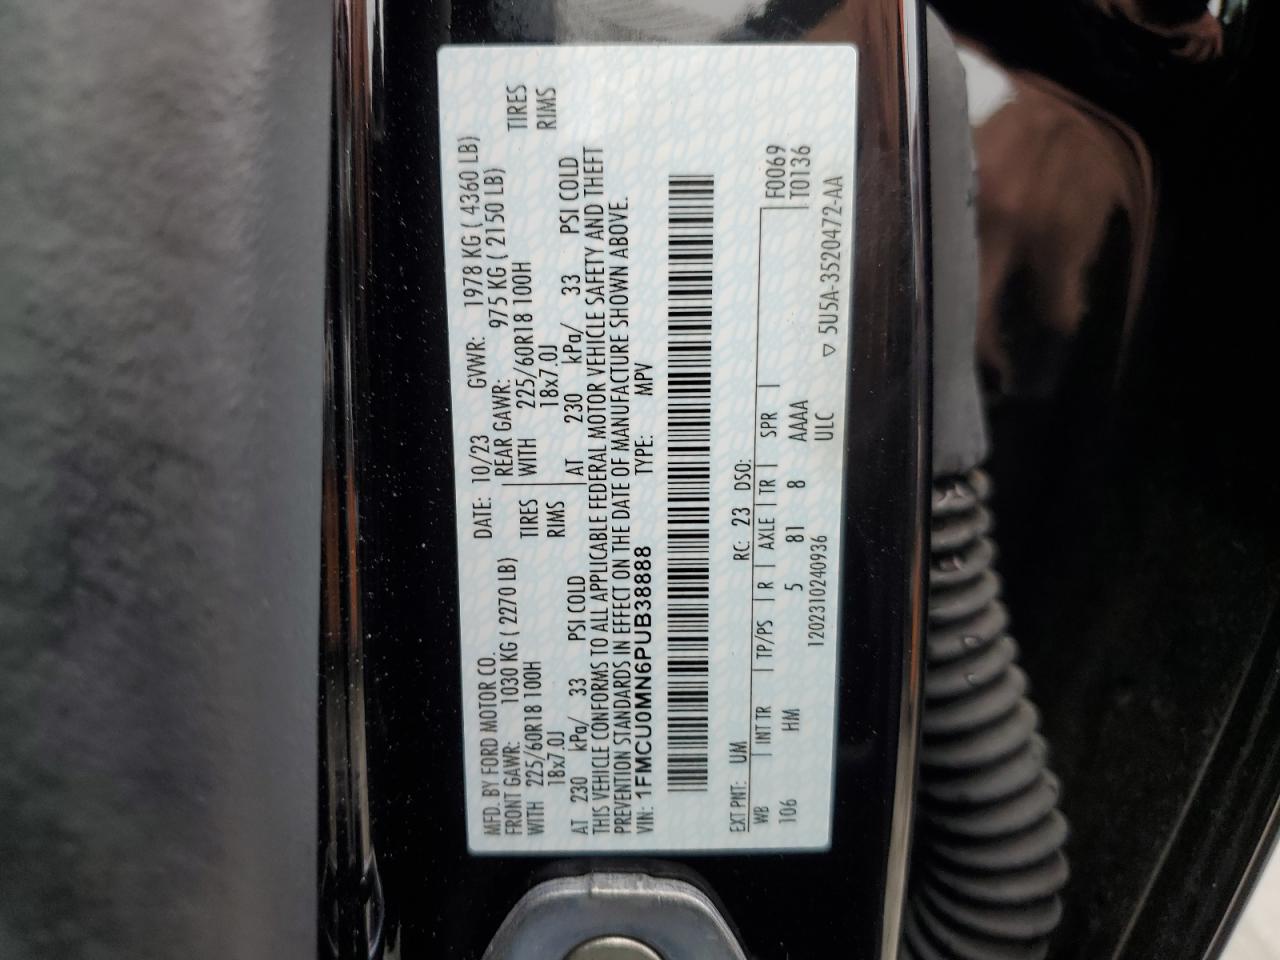 MFD. BY FORD MOTOR CO. DATE: 10/23 GVWR: 1978 KG ( 4360 LB)
FRONT GAWR: 1030 KG ( 2270 LB) REAR GAWR: 975 KG ( 2150 LB)
WITH 225/60R18 100H TIRES WITH 225/60R18 100H TIRES
18x7.0J RIMS 18x7.0J RIMS
AT 230 kPa/ 33 PSI COLD AT 230 kPa/ 33 PSI COLD
THIS VEHICLE CONFORMS TO ALL APPLICABLE FEDERAL MOTOR VEHICLE SAFETY AND THEFT
PREVENTION STANDARDS IN EFFECT ON THE DATE OF MANUFACTURE SHOWN ABOVE.
VIN: 1FMCU0MN6PUB38888 TYPE: MPV
EXT PNT: UM RC: 23 DSO:
WB INT TR TP/PS R AXLE TR SPR F0069
106 HM 5 81 8 AAAA T0136
1202310240936 ULC
▽ 5U5A-3520472-AA